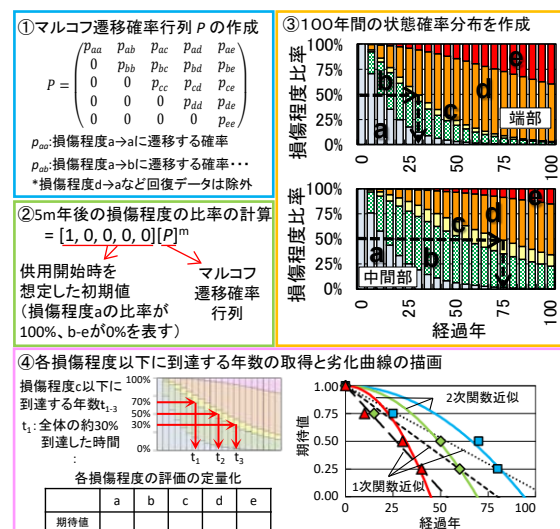 ①マルコフ遷移確率行列 P の作成
P =
p_aa p_ab p_ac p_ad p_ae
0 p_bb p_bc p_bd p_be
0 0 p_cc p_cd p_ce
0 0 0 p_dd p_de
0 0 0 0 p_ee
p_aa:損傷程度a→aに遷移する確率
p_ab:損傷程度a→bに遷移する確率・・・
*損傷程度d→aなど回復データは除外
②5m年後の損傷程度の比率の計算
= [1, 0, 0, 0, 0][P]^m
供用開始時を
想定した初期値
(損傷程度aの比率が
100%、b-eが0%を表す)
マルコフ
遷移確率
行列
③100年間の状態確率分布を作成
損傷程度比率
100%
75%
50%
25%
0%
a
b
c
d
e
端部
0
25
50
75
100
損傷程度比率
100%
75%
50%
25%
0%
a
b
c
d
e
中間部
0
25
50
75
100
経過年
④各損傷程度以下に到達する年数の取得と劣化曲線の描画
損傷程度c以下に
到達する年数t_1-3
t_1:全体の約30%
到達した時間
:
100%
70%
50%
30%
0%
t_1 t_2 t_3
各損傷程度の評価の定量化
a b c d e
期待値
期待値
1.00
0.75
0.50
0.25
0.00
2次関数近似
1次関数近似
0
25
50
75
100
経過年